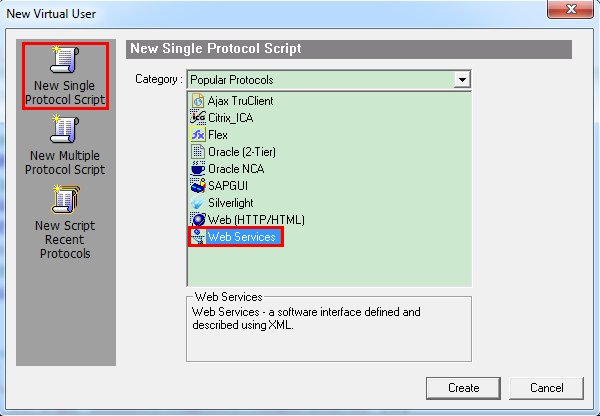 New Virtual User
New Single
Protocol Script
New Multiple
Protocol Script
New Script
Recent
Protocols
New Single Protocol Script
Category :
Popular Protocols
Ajax TruClient
Citrix_ICA
Flex
Oracle (2-Tier)
Oracle NCA
SAPGUI
Silverlight
Web (HTTP/HTML)
Web Services
Web Services
Web Services - a software interface defined and
described using XML.
Create
Cancel